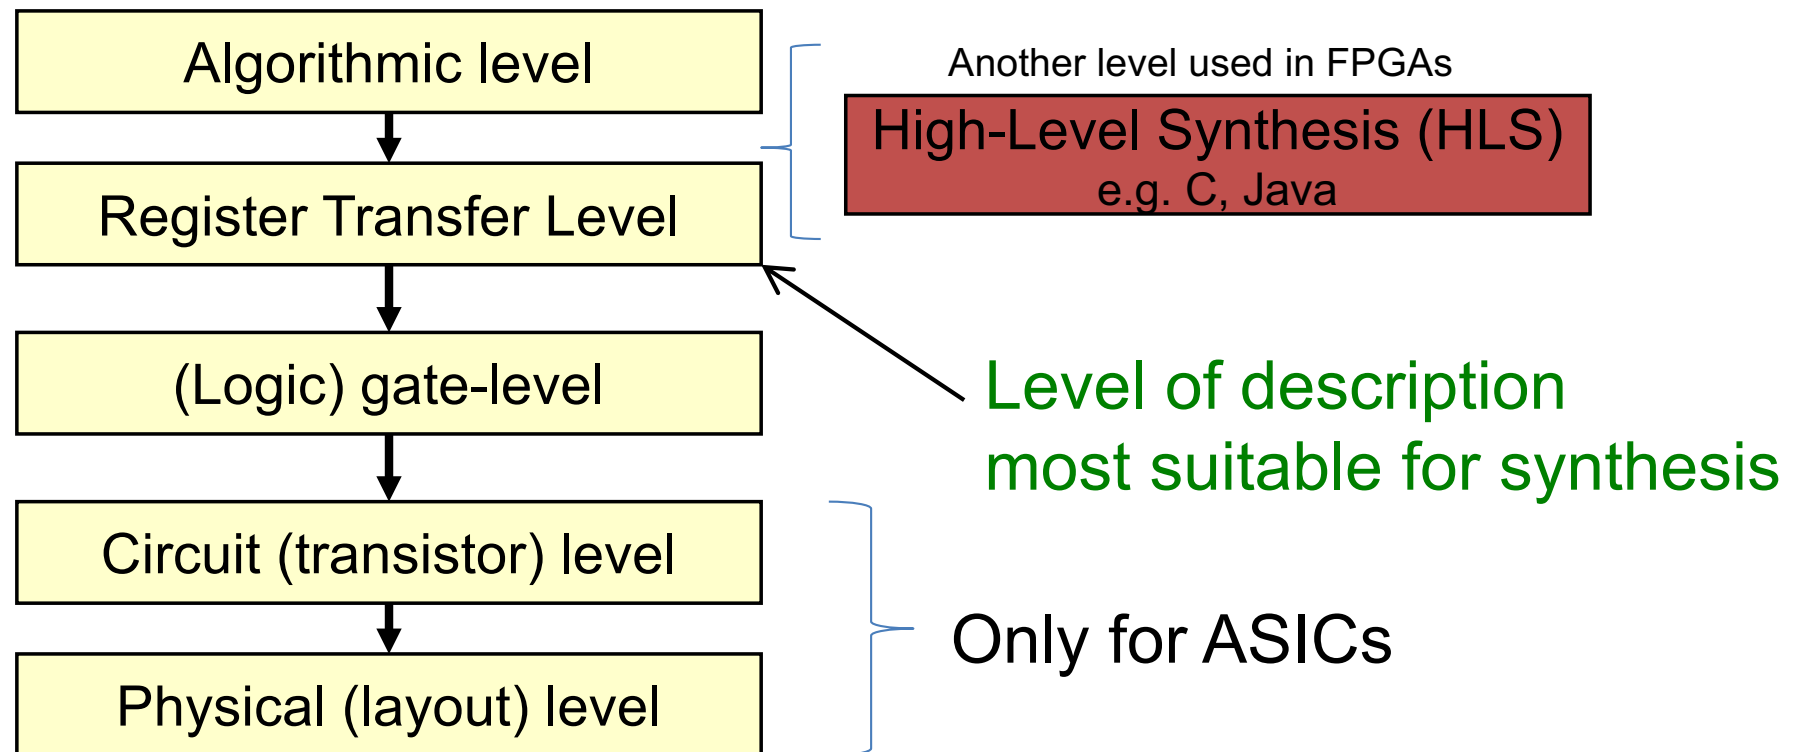 Algorithmic level
Another level used in FPGAs
High-Level Synthesis (HLS)
e.g. C, Java
Register Transfer Level
(Logic) gate-level
Level of description
most suitable for synthesis
Circuit (transistor) level
Only for ASICs
Physical (layout) level